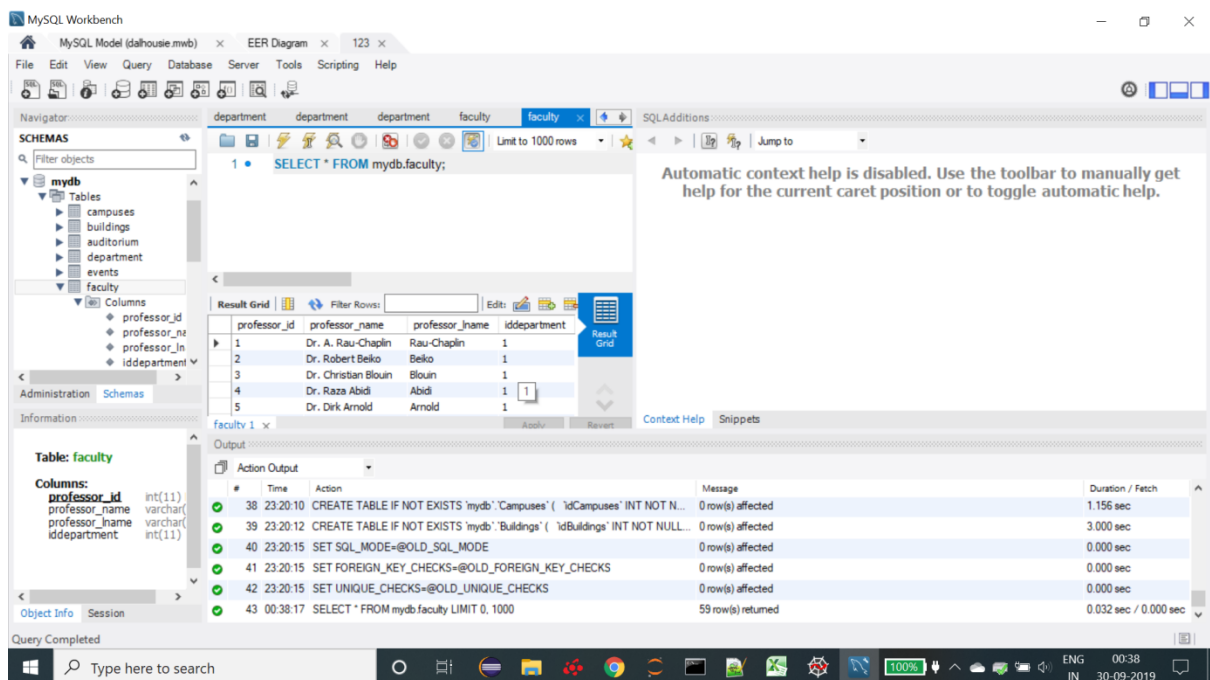 MySQL Workbench
MySQL Model (dalhousie.mwb) × EER Diagram × 123 ×
File Edit View Query Database Server Tools Scripting Help
Navigator
SCHEMAS
Filter objects
mydb
Tables
campuses
buildings
auditorium
department
events
faculty
Columns
professor_id
professor_na
professor_ln
iddepartment
Administration Schemas
Information
Table: faculty
Columns:
professor_id int(11)
professor_name varchar(
professor_lname varchar(
iddepartment int(11)
Object Info Session
department department department faculty faculty ×
Limit to 1000 rows
1 SELECT * FROM mydb.faculty;
Result Grid Filter Rows: Edit:
professor_id professor_name professor_lname iddepartment
1 Dr. A. Rau-Chaplin Rau-Chaplin 1
2 Dr. Robert Beiko Beiko 1
3 Dr. Christian Blouin Blouin 1
4 Dr. Raza Abidi Abidi 1
1
5 Dr. Dirk Arnold Arnold 1
Result
Grid
faculty 1 × Apply Revert
SQLAdditions
Jump to
Automatic context help is disabled. Use the toolbar to manually get
help for the current caret position or to toggle automatic help.
Context Help Snippets
Output
Action Output
# Time Action Message Duration / Fetch
38 23:20:10 CREATE TABLE IF NOT EXISTS `mydb`.`Campuses` ( `idCampuses` INT NOT N... 0 row(s) affected 1.156 sec
39 23:20:12 CREATE TABLE IF NOT EXISTS `mydb`.`Buildings` ( `idBuildings` INT NOT NULL... 0 row(s) affected 3.000 sec
40 23:20:15 SET SQL_MODE=@OLD_SQL_MODE 0 row(s) affected 0.000 sec
41 23:20:15 SET FOREIGN_KEY_CHECKS=@OLD_FOREIGN_KEY_CHECKS 0 row(s) affected 0.000 sec
42 23:20:15 SET UNIQUE_CHECKS=@OLD_UNIQUE_CHECKS 0 row(s) affected 0.000 sec
43 00:38:17 SELECT * FROM mydb.faculty LIMIT 0, 1000 59 row(s) returned 0.032 sec / 0.000 sec
Query Completed
Type here to search
100%
ENG
IN
00:38
30-09-2019